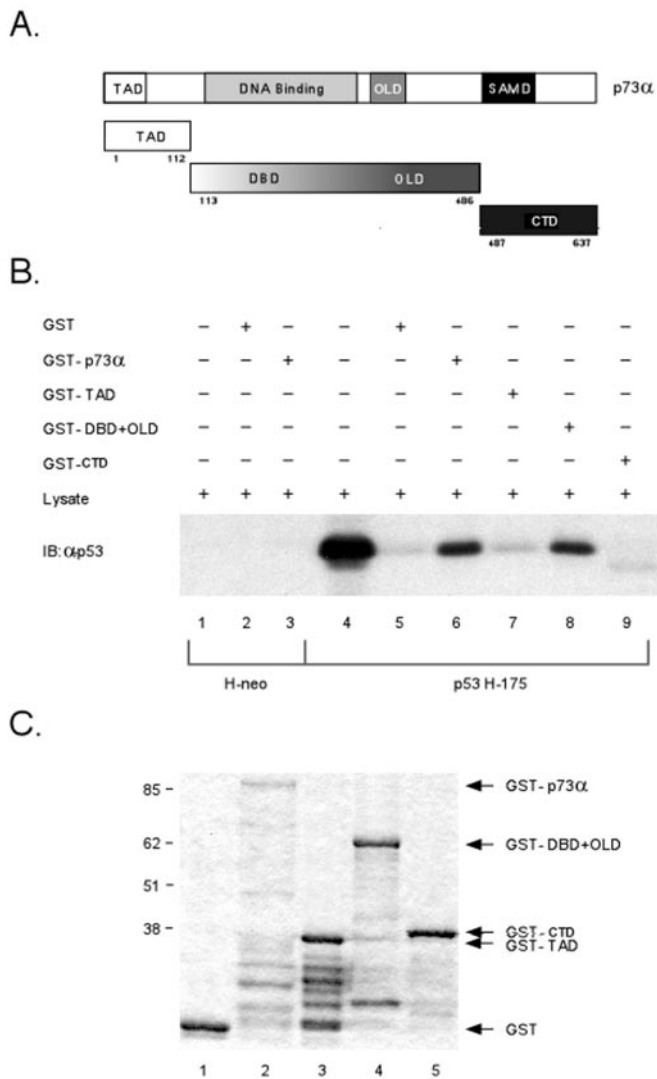 A.
TAD DNA Binding OLD SAMD p73α
TAD
1 112
DBD OLD
113 486
CTD
487 637
B.
GST − + − − + − − − −
GST-p73α − − + − − + − − −
GST-TAD − − − − − − + − −
GST-DBD+OLD − − − − − − − + −
GST-CTD − − − − − − − − +
Lysate + + + + + + + + +
IB:αp53
1 2 3 4 5 6 7 8 9
H-neo p53 H-175
C.
85 − GST-p73α
62 − GST-DBD+OLD
51 −
38 − GST-CTD
GST-TAD
GST
1 2 3 4 5